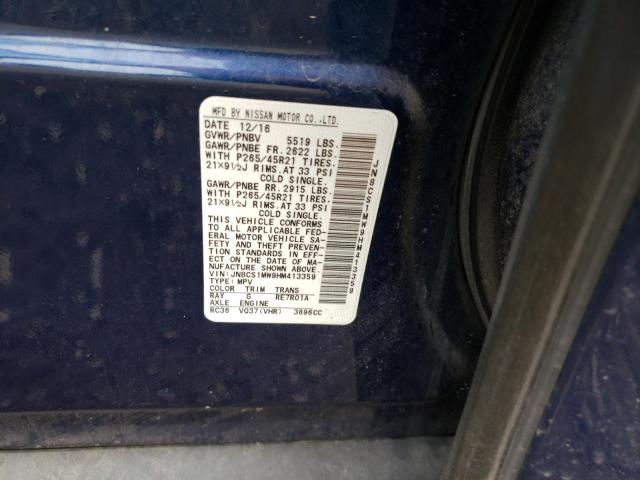 MFD BY NISSAN MOTOR CO.,LTD.
DATE 12/16
GVWR/PNBV 5519 LBS.
GAWR/PNBE FR. 2622 LBS.
WITH P265/45R21 TIRES.
21×9½J RIMS.AT 33 PSI
COLD SINGLE.
GAWR/PNBE RR. 2915 LBS.
WITH P265/45R21 TIRES.
21×9½J RIMS.AT 33 PSI
COLD SINGLE.
THIS VEHICLE CONFORMS
TO ALL APPLICABLE FED-
ERAL MOTOR VEHICLE SA-
FETY AND THEFT PREVEN-
TION STANDARDS IN EFF-
ECT ON THE DATE OF MA-
NUFACTURE SHOWN ABOVE.
VIN:JN8CS1MW9HM413359
TYPE:MPV
COLOR TRIM TRANS
RAY G RE7R01A
AXLE ENGINE
RC36 VQ37(VHR) 3696CC
JN8CS1MW9HM413359